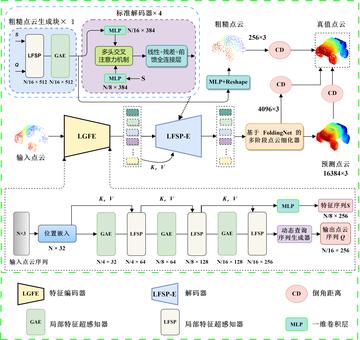 粗糙点云生成块 × 1
标准解码器× 4
粗糙点云
真值点云
S
Q
LFSP
GAE
N/16 × 512
N/16 × 512
MLP
N/16 × 384
多头交叉
注意力机制
线性-残差-前
馈全连接层
MLP
S
N/8 × 384
256×3
CD
MLP+Reshape
CD
CD
4096×3
LGFE
LFSP-E
K，V
基于 FoldingNet 的
多阶段点云细化器
输入点云
预测点云
16384×3
K，V
K，V
K，V
MLP
特征序列S
N/8 × 256
N×3
位置嵌入
GAE
LFSP
GAE
LFSP
GAE
LFSP
动态查询
序列生成器
输出点云
序列 Q
N/16 × 256
输入点云序列
N × 32
N/4 × 32
N/4 × 64
N/8 × 64
N/8 × 128
N/16 × 128
N/16 × 256
LGFE
特征编码器
LFSP-E
解码器
CD
倒角距离
GAE
局部特征超感知器
LFSP
局部特征超感知器
MLP
一维卷积层